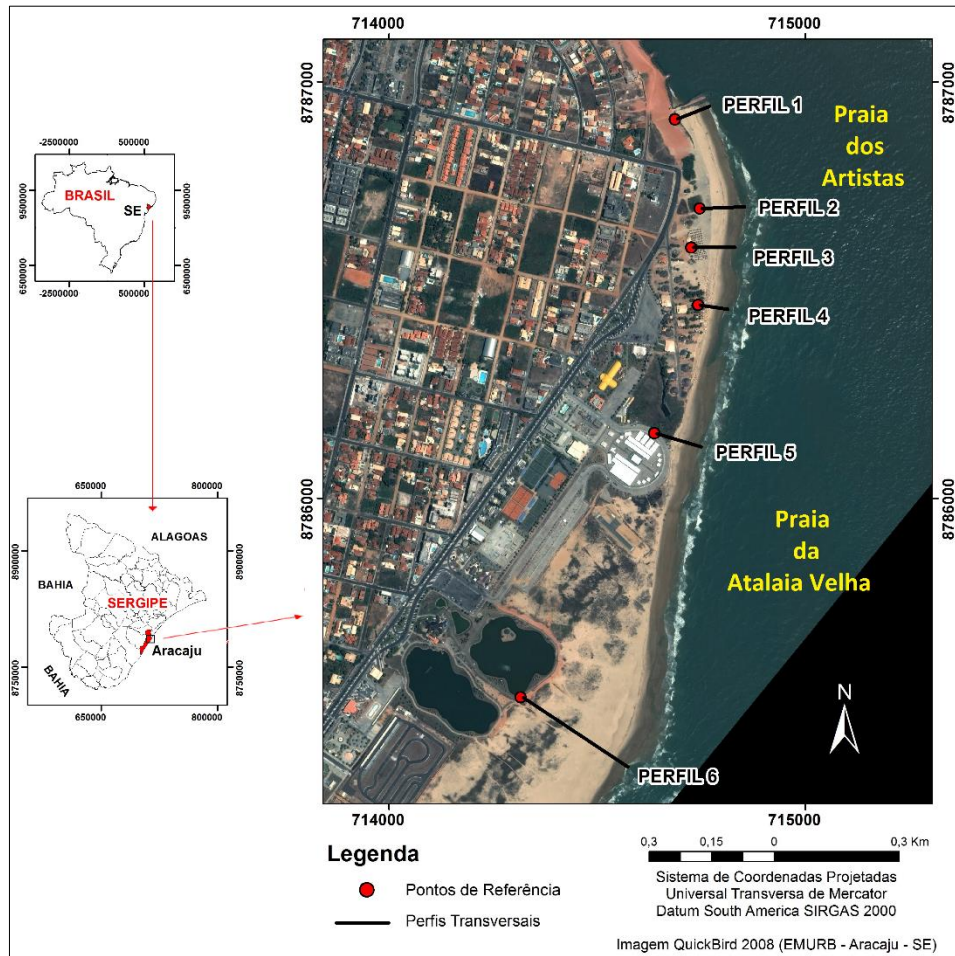 714000
715000
8787000
8787000
PERFIL 1
Praia
dos
Artistas
PERFIL 2
PERFIL 3
PERFIL 4
PERFIL 5
8786000
8786000
Praia
da
Atalaia Velha
PERFIL 6
N
714000
715000
-2500000
500000
BRASIL
SE
9500000
9500000
6500000
6500000
-2500000
500000
650000
800000
ALAGOAS
8900000
8900000
BAHIA
SERGIPE
Aracaju
8750000
8750000
BAHIA
650000
800000
Legenda
Pontos de Referência
Perfis Transversais
0,3
0,15
0
0,3 Km
Sistema de Coordenadas Projetadas
Universal Transversa de Mercator
Datum South America SIRGAS 2000
Imagem QuickBird 2008 (EMURB - Aracaju - SE)